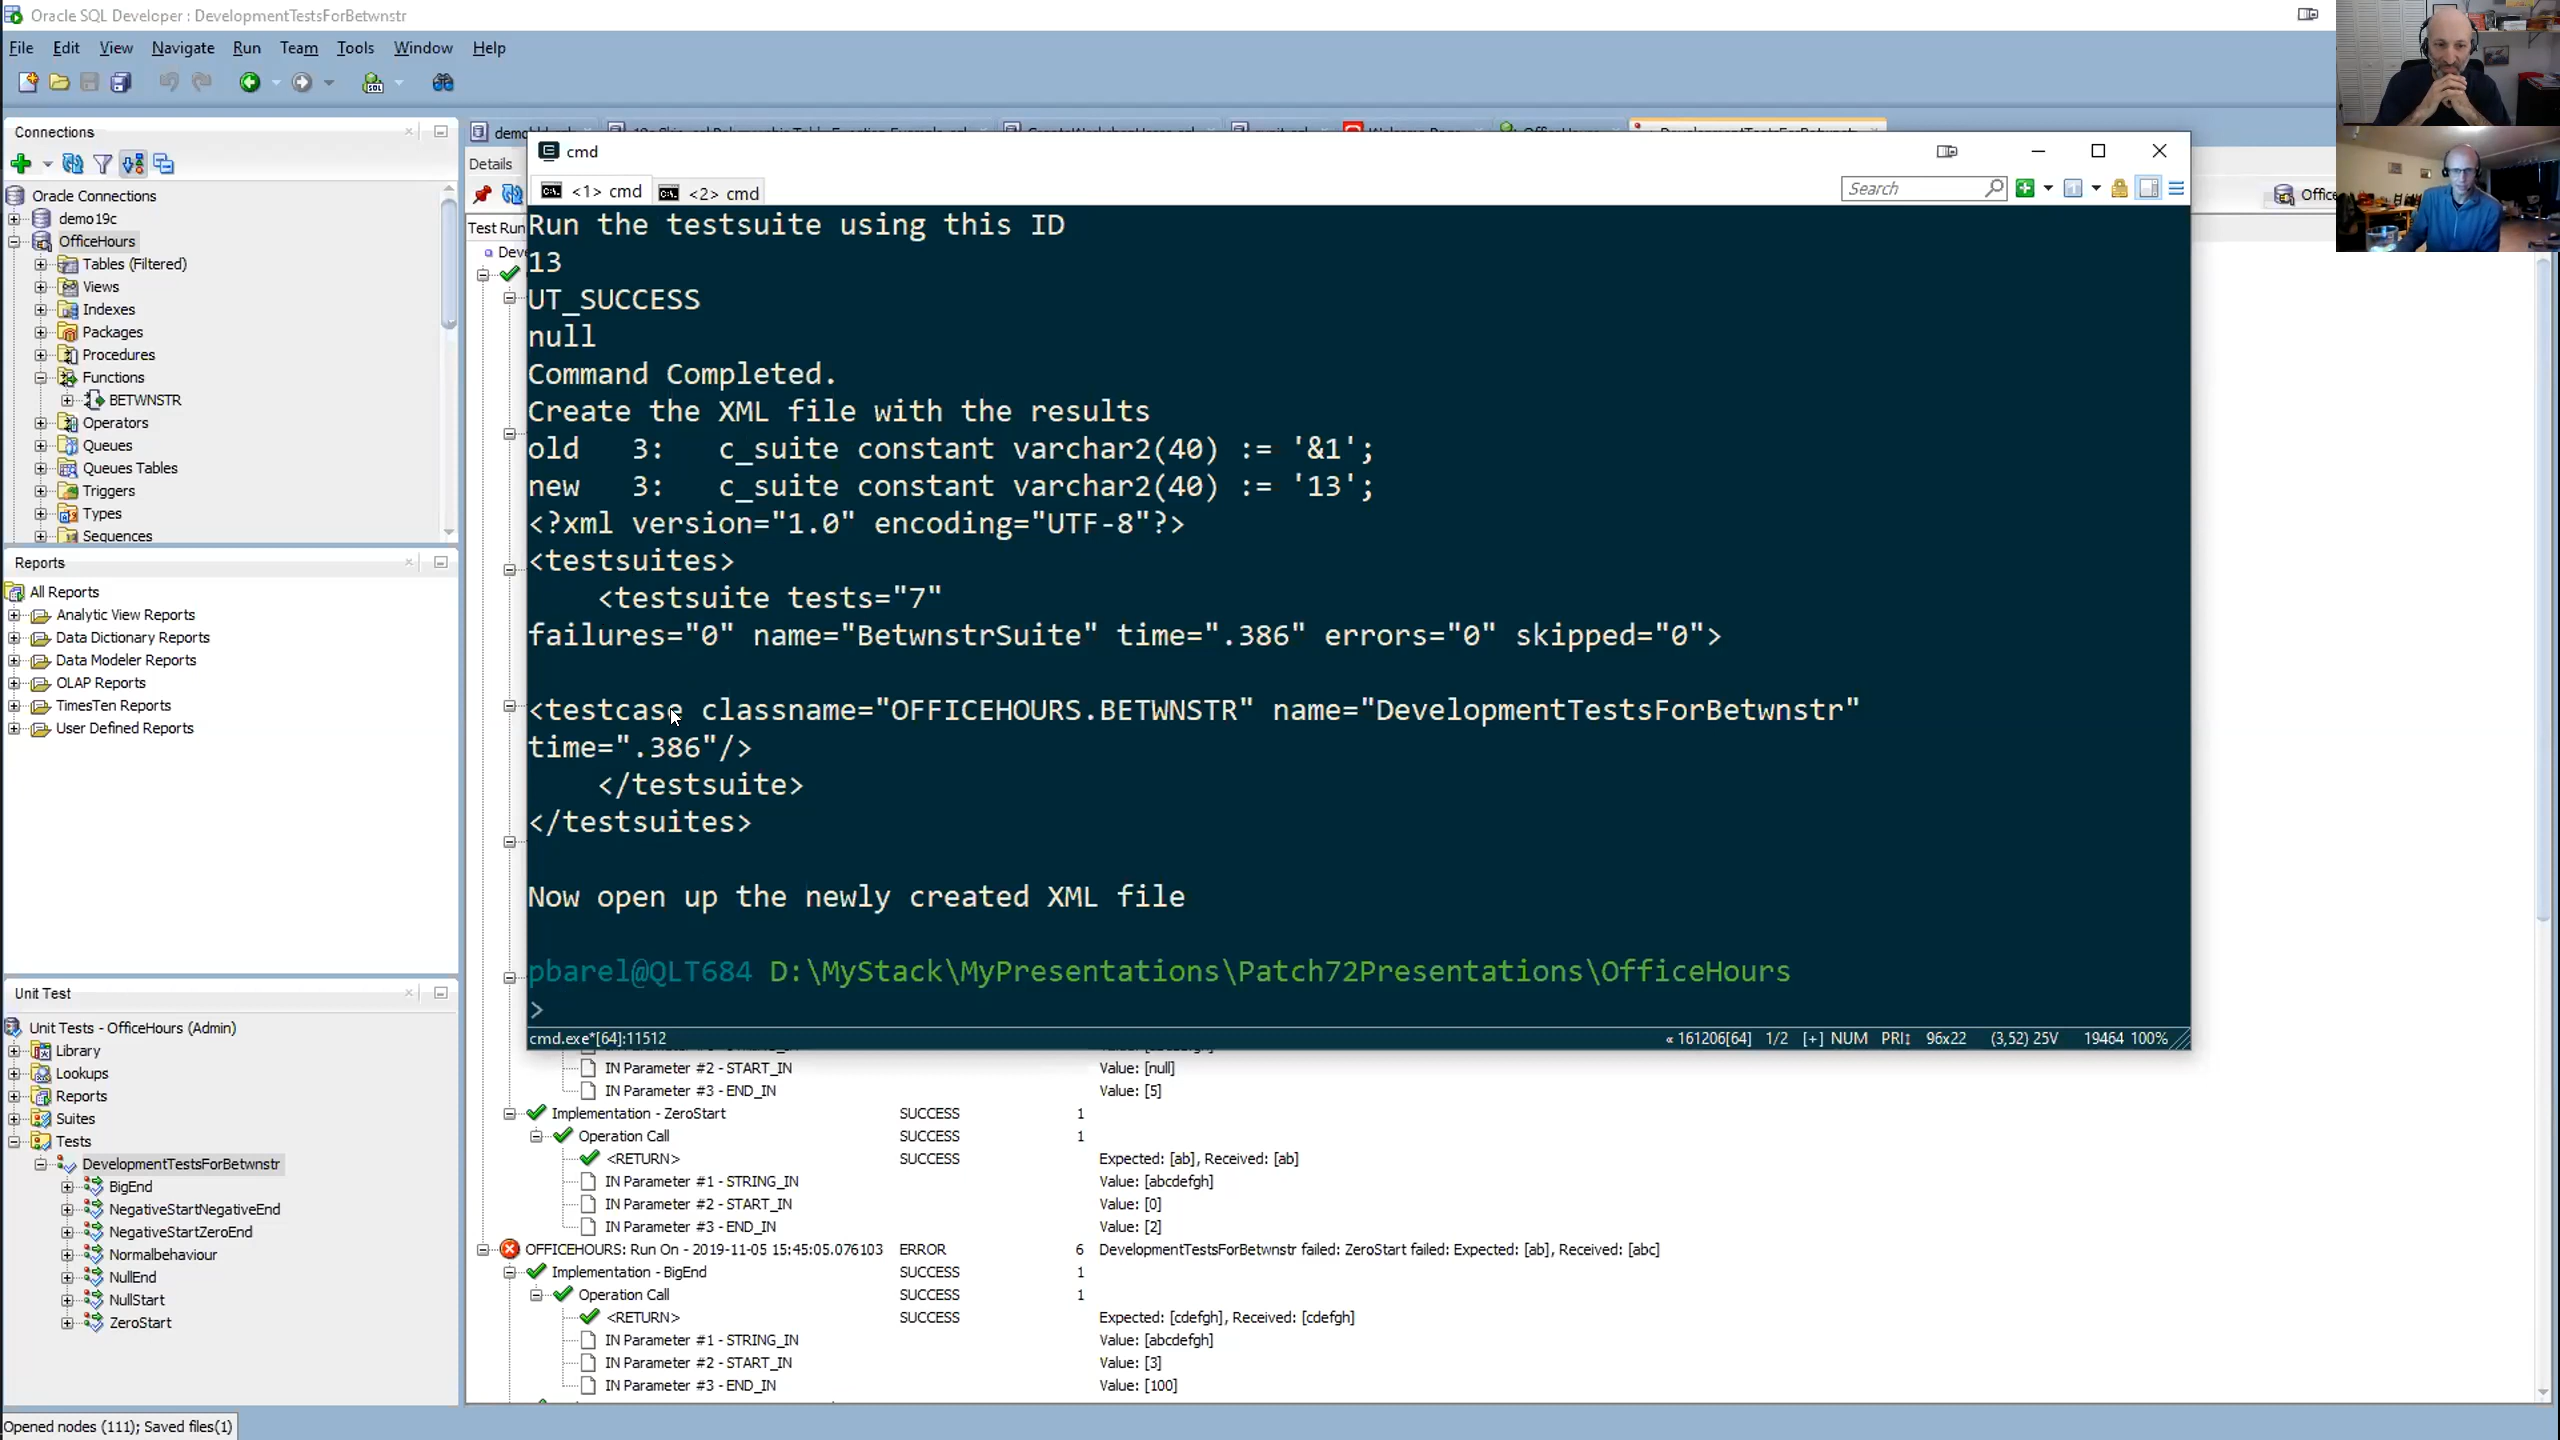 Oracle SQL Developer : DevelopmentTestsForBetwnstr
File Edit View Navigate Run Team Tools Window Help
Connections
Oracle Connections
demo19c
OfficeHours
Tables (Filtered)
Views
Indexes
Packages
Procedures
Functions
BETWNSTR
Operators
Queues
Queues Tables
Triggers
Types
Sequences
Reports
All Reports
Analytic View Reports
Data Dictionary Reports
Data Modeler Reports
OLAP Reports
TimesTen Reports
User Defined Reports
Unit Test
Unit Tests - OfficeHours (Admin)
Library
Lookups
Reports
Suites
Tests
DevelopmentTestsForBetwnstr
BigEnd
NegativeStartNegativeEnd
NegativeStartZeroEnd
Normalbehaviour
NullEnd
NullStart
ZeroStart
Opened nodes (111); Saved files(1)
Details
Test Run
cmd
<1> cmd <2> cmd
Search
Run the testsuite using this ID
13
UT_SUCCESS
null
Command Completed.
Create the XML file with the results
old 3: c_suite constant varchar2(40) := '&1';
new 3: c_suite constant varchar2(40) := '13';
<?xml version="1.0" encoding="UTF-8"?>
<testsuites>
<testsuite tests="7"
failures="0" name="BetwnstrSuite" time=".386" errors="0" skipped="0">
<testcase classname="OFFICEHOURS.BETWNSTR" name="DevelopmentTestsForBetwnstr"
time=".386"/>
</testsuite>
</testsuites>
Now open up the newly created XML file
pbarel@QLT684 D:\MyStack\MyPresentations\Patch72Presentations\OfficeHours
>
cmd.exe*[64]:11512 « 161206[64] 1/2 [+] NUM PRI↕ 96x22 (3,52) 25V 19464 100%
IN Parameter #2 - START_IN Value: [null]
IN Parameter #3 - END_IN Value: [5]
Implementation - ZeroStart SUCCESS 1
Operation Call SUCCESS 1
<RETURN> SUCCESS Expected: [ab], Received: [ab]
IN Parameter #1 - STRING_IN Value: [abcdefgh]
IN Parameter #2 - START_IN Value: [0]
IN Parameter #3 - END_IN Value: [2]
OFFICEHOURS: Run On - 2019-11-05 15:45:05.076103 ERROR 6 DevelopmentTestsForBetwnstr failed: ZeroStart failed: Expected: [ab], Received: [abc]
Implementation - BigEnd SUCCESS 1
Operation Call SUCCESS 1
<RETURN> SUCCESS Expected: [cdefgh], Received: [cdefgh]
IN Parameter #1 - STRING_IN Value: [abcdefgh]
IN Parameter #2 - START_IN Value: [3]
IN Parameter #3 - END_IN Value: [100]